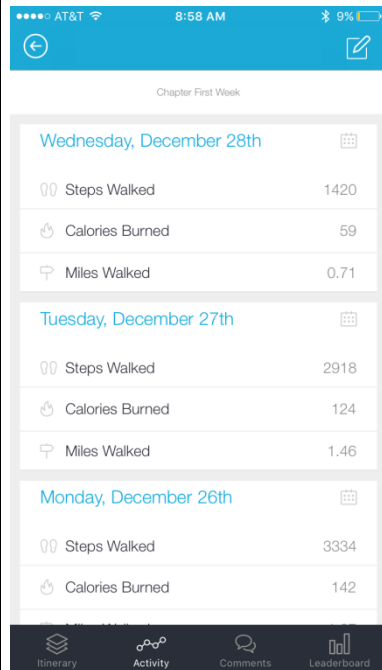 AT&T 8:58 AM 9%
Chapter First Week
Wednesday, December 28th
Steps Walked 1420
Calories Burned 59
Miles Walked 0.71
Tuesday, December 27th
Steps Walked 2918
Calories Burned 124
Miles Walked 1.46
Monday, December 26th
Steps Walked 3334
Calories Burned 142
Itinerary Activity Comments Leaderboard